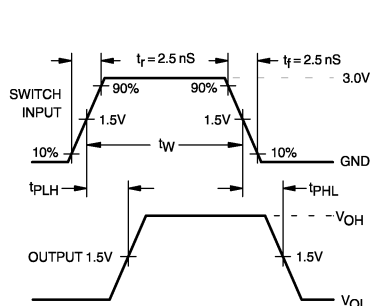 tr = 2.5 nS
tf = 2.5 nS
3.0V
SWITCH
INPUT
90%
90%
1.5V
1.5V
tW
10%
10%
GND
tPLH
tPHL
VOH
OUTPUT 1.5V
1.5V
VOL